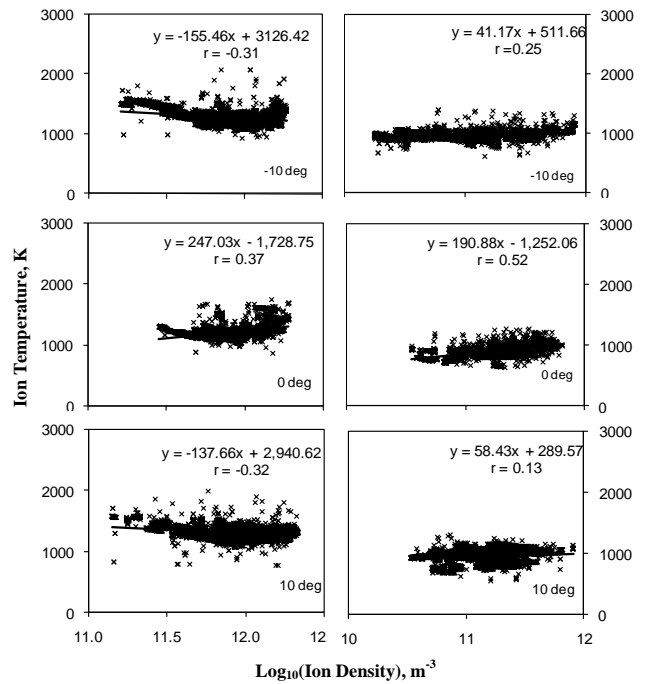 3000
y = -155.46x + 3126.42
r = -0.31
2000
1000
0
-10 deg
y = 41.17x + 511.66
r =0.25
3000
2000
1000
0
-10 deg
3000
y = 247.03x - 1,728.75
r = 0.37
2000
1000
0
0 deg
y = 190.88x - 1,252.06
r = 0.52
3000
2000
1000
0
0 deg
Ion Temperature, K
3000
y = -137.66x + 2,940.62
r = -0.32
2000
1000
0
10 deg
y = 58.43x + 289.57
r = 0.13
3000
2000
1000
0
10 deg
11.0 11.5 12.0 12
10 11 12
Log10(Ion Density), m-3